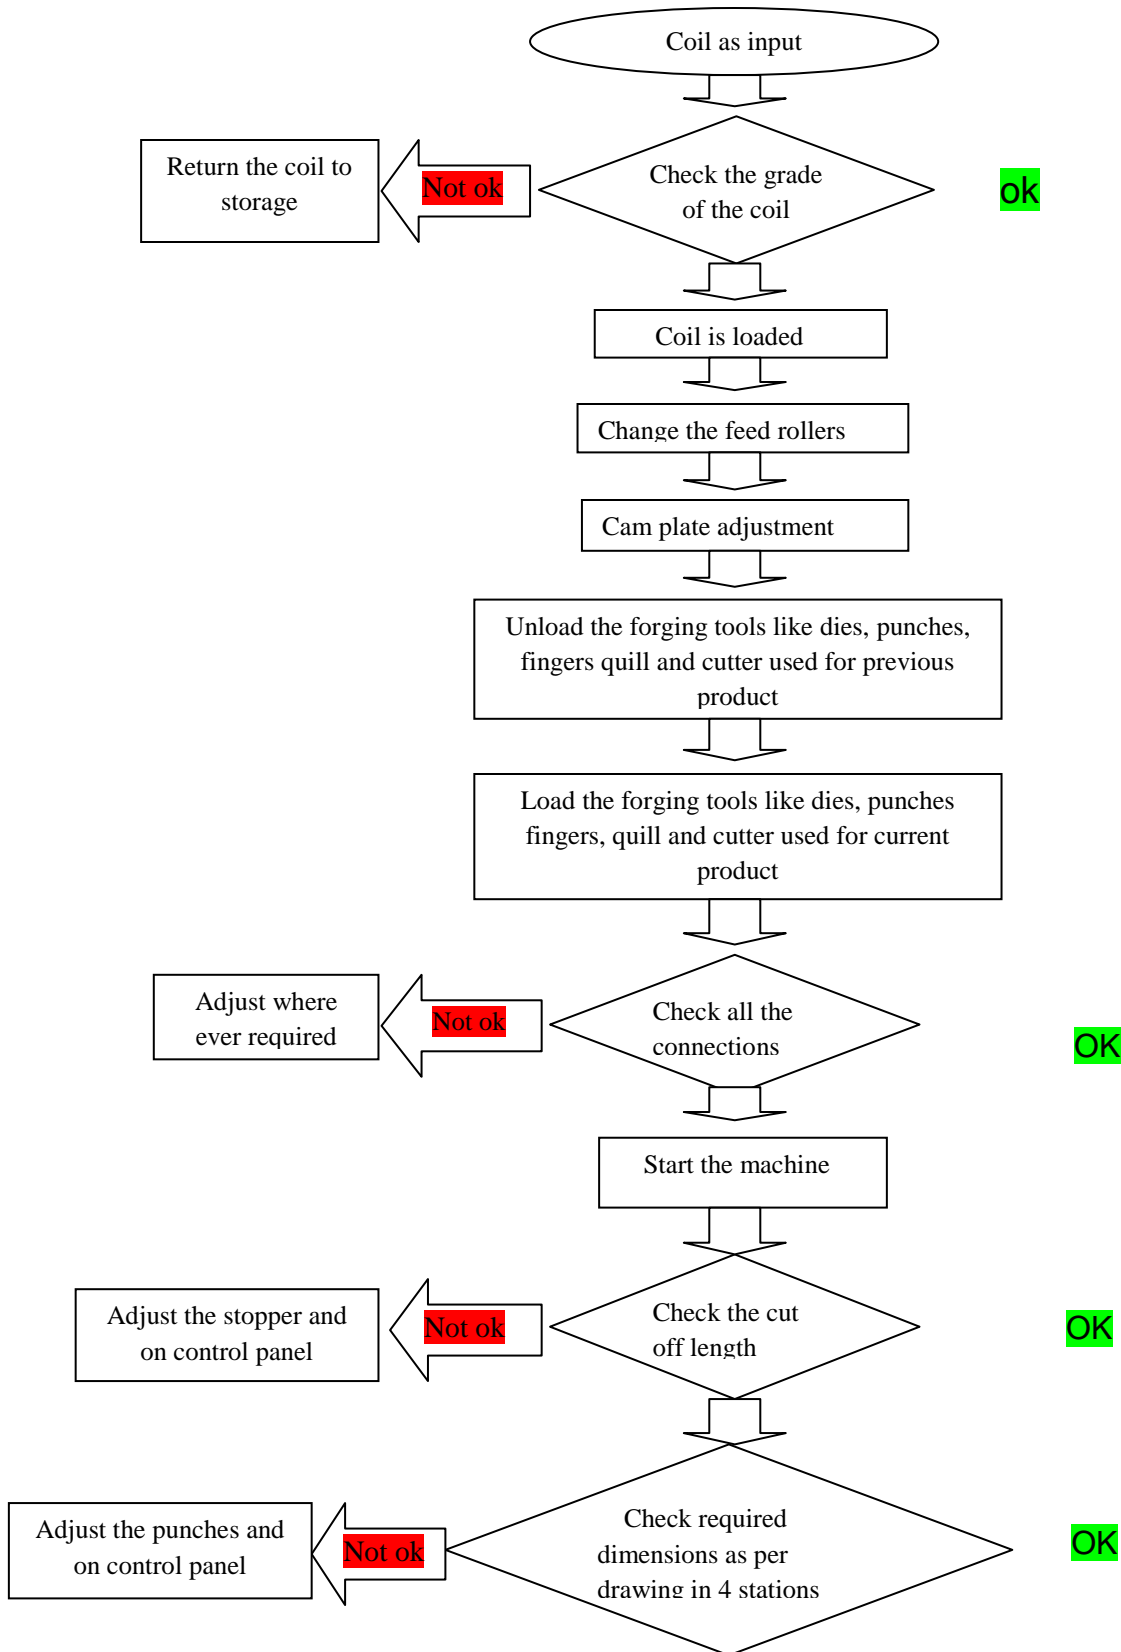 Coil as input
Return the coil to
storage
Not ok
Check the grade
of the coil
ok
Coil is loaded
Change the feed rollers
Cam plate adjustment
Unload the forging tools like dies, punches,
fingers quill and cutter used for previous
product
Load the forging tools like dies, punches
fingers, quill and cutter used for current
product
Adjust where
ever required
Not ok
Check all the
connections
OK
Start the machine
Adjust the stopper and
on control panel
Not ok
Check the cut
off length
OK
Adjust the punches and
on control panel
Not ok
Check required
dimensions as per
drawing in 4 stations
OK